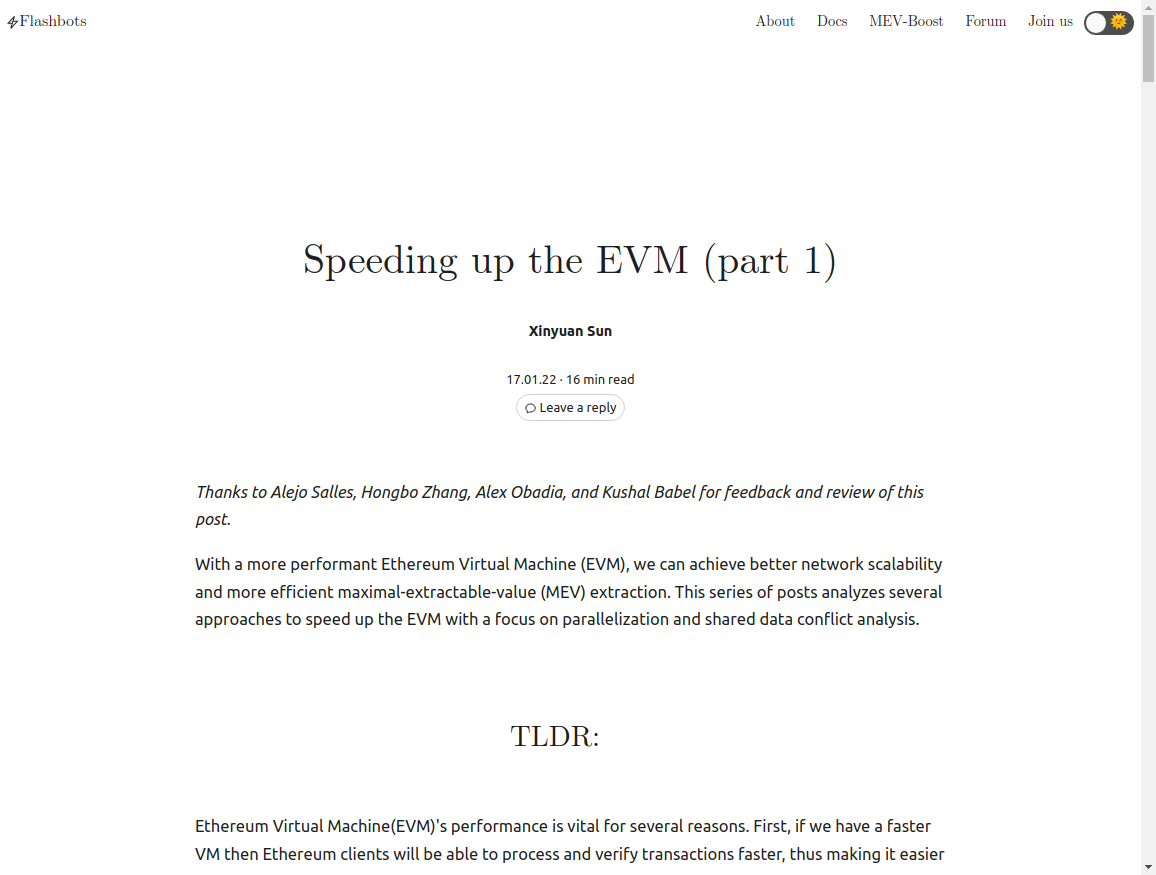 Flashbots
About Docs MEV-Boost Forum Join us
Speeding up the EVM (part 1)
Xinyuan Sun
17.01.22 · 16 min read
Leave a reply
Thanks to Alejo Salles, Hongbo Zhang, Alex Obadia, and Kushal Babel for feedback and review of this
post.
With a more performant Ethereum Virtual Machine (EVM), we can achieve better network scalability
and more efficient maximal-extractable-value (MEV) extraction. This series of posts analyzes several
approaches to speed up the EVM with a focus on parallelization and shared data conflict analysis.
TLDR:
Ethereum Virtual Machine(EVM)'s performance is vital for several reasons. First, if we have a faster
VM then Ethereum clients will be able to process and verify transactions faster, thus making it easier